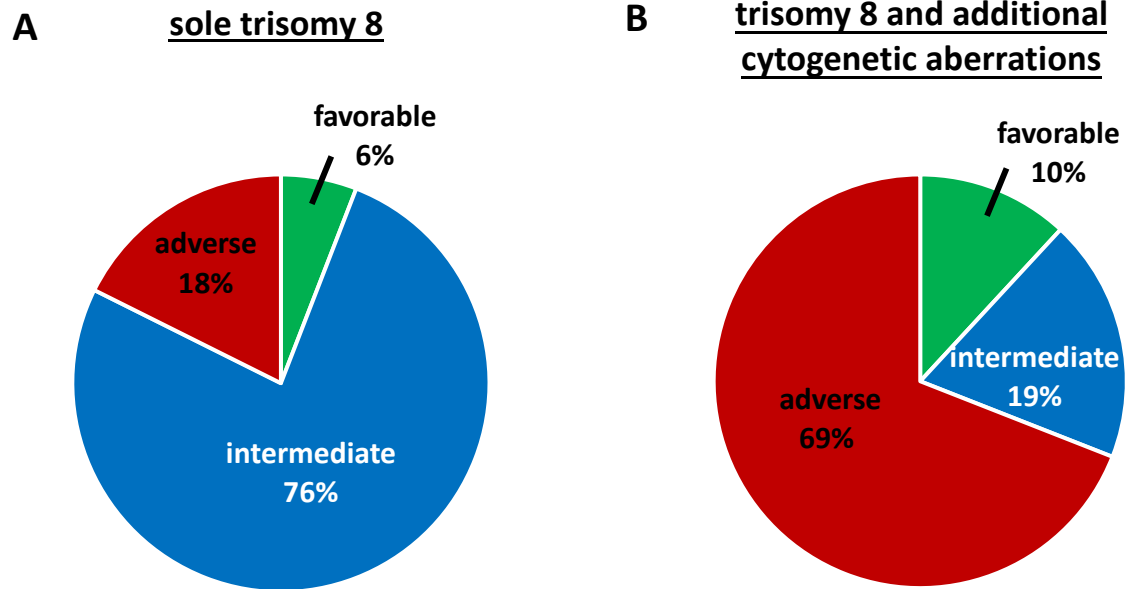 A
sole trisomy 8
favorable
6%
adverse
18%
intermediate
76%
B
trisomy 8 and additional
cytogenetic aberrations
favorable
10%
intermediate
19%
adverse
69%